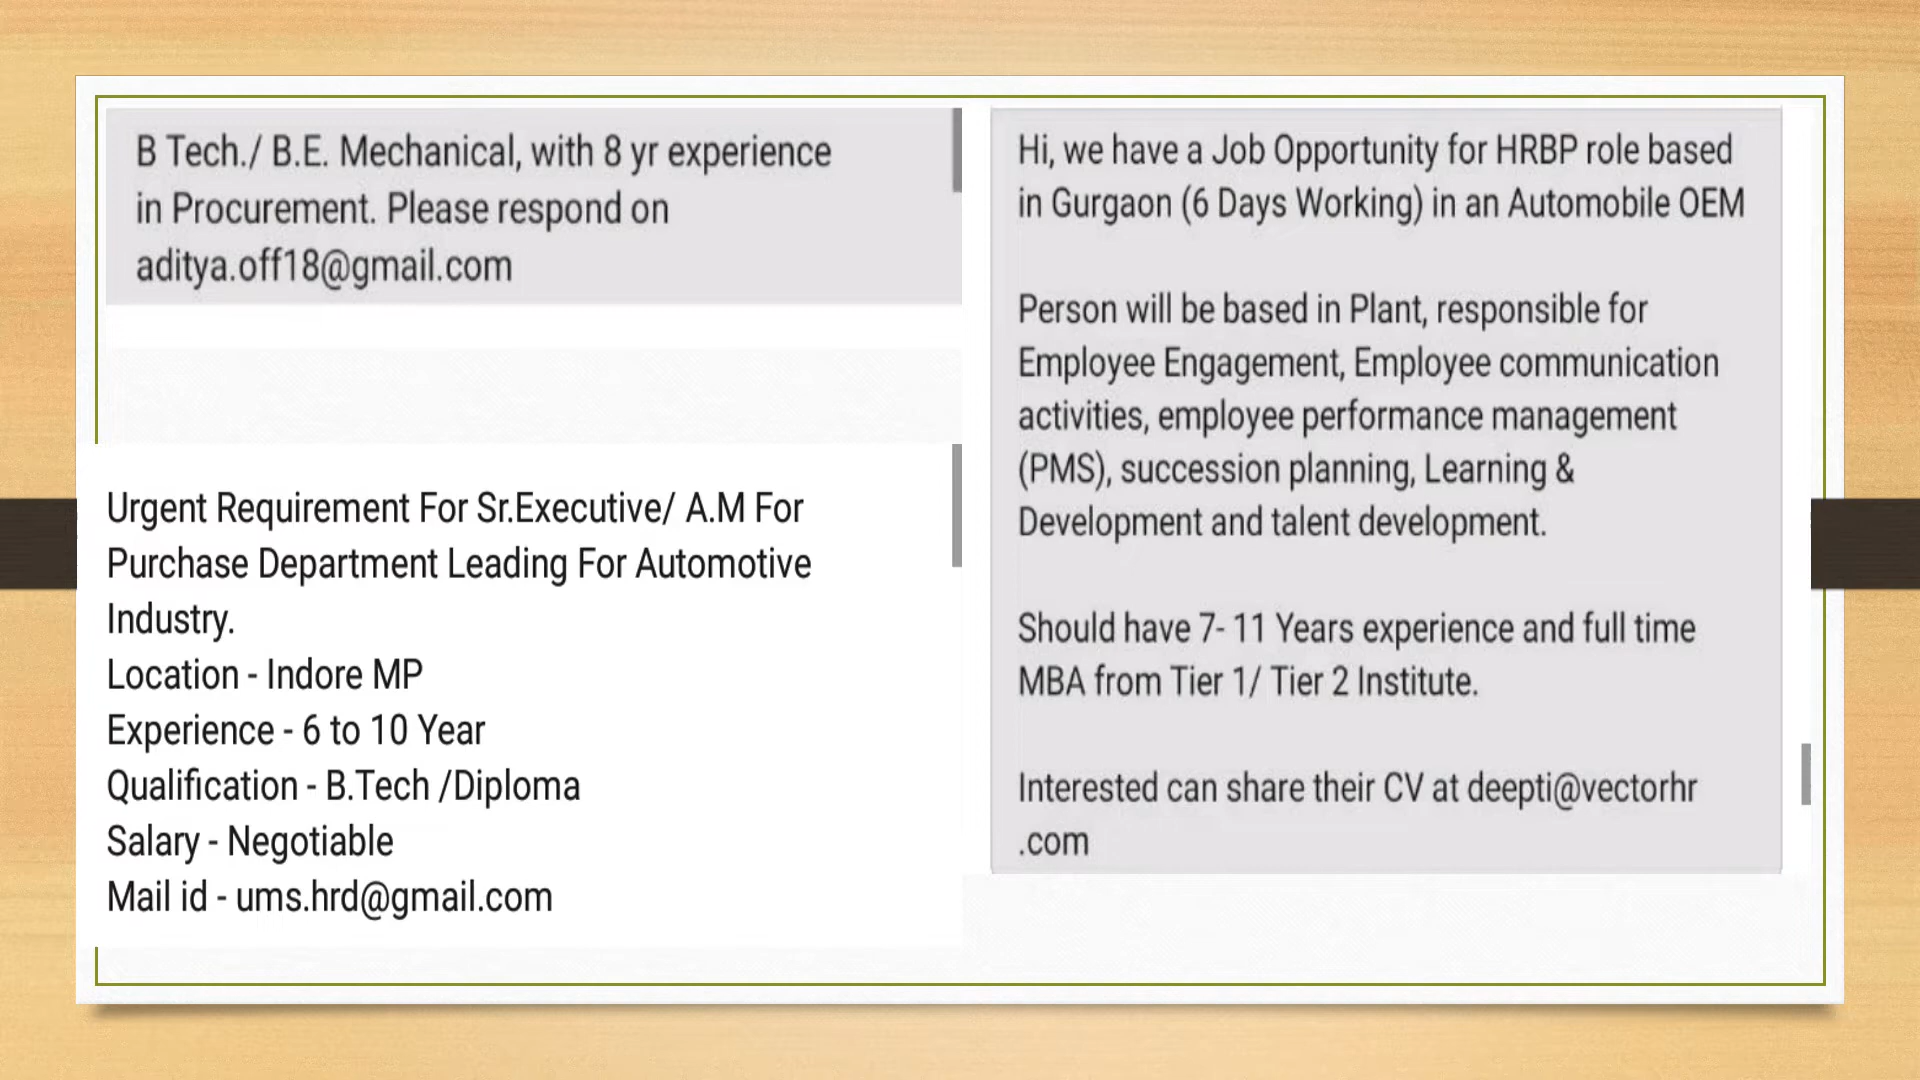 B Tech./ B.E. Mechanical, with 8 yr experience
in Procurement. Please respond on
aditya.off18@gmail.com
Urgent Requirement For Sr.Executive/ A.M For
Purchase Department Leading For Automotive
Industry.
Location - Indore MP
Experience - 6 to 10 Year
Qualification - B.Tech /Diploma
Salary - Negotiable
Mail id - ums.hrd@gmail.com
Hi, we have a Job Opportunity for HRBP role based
in Gurgaon (6 Days Working) in an Automobile OEM
Person will be based in Plant, responsible for
Employee Engagement, Employee communication
activities, employee performance management
(PMS), succession planning, Learning &
Development and talent development.
Should have 7- 11 Years experience and full time
MBA from Tier 1/ Tier 2 Institute.
Interested can share their CV at deepti@vectorhr
.com